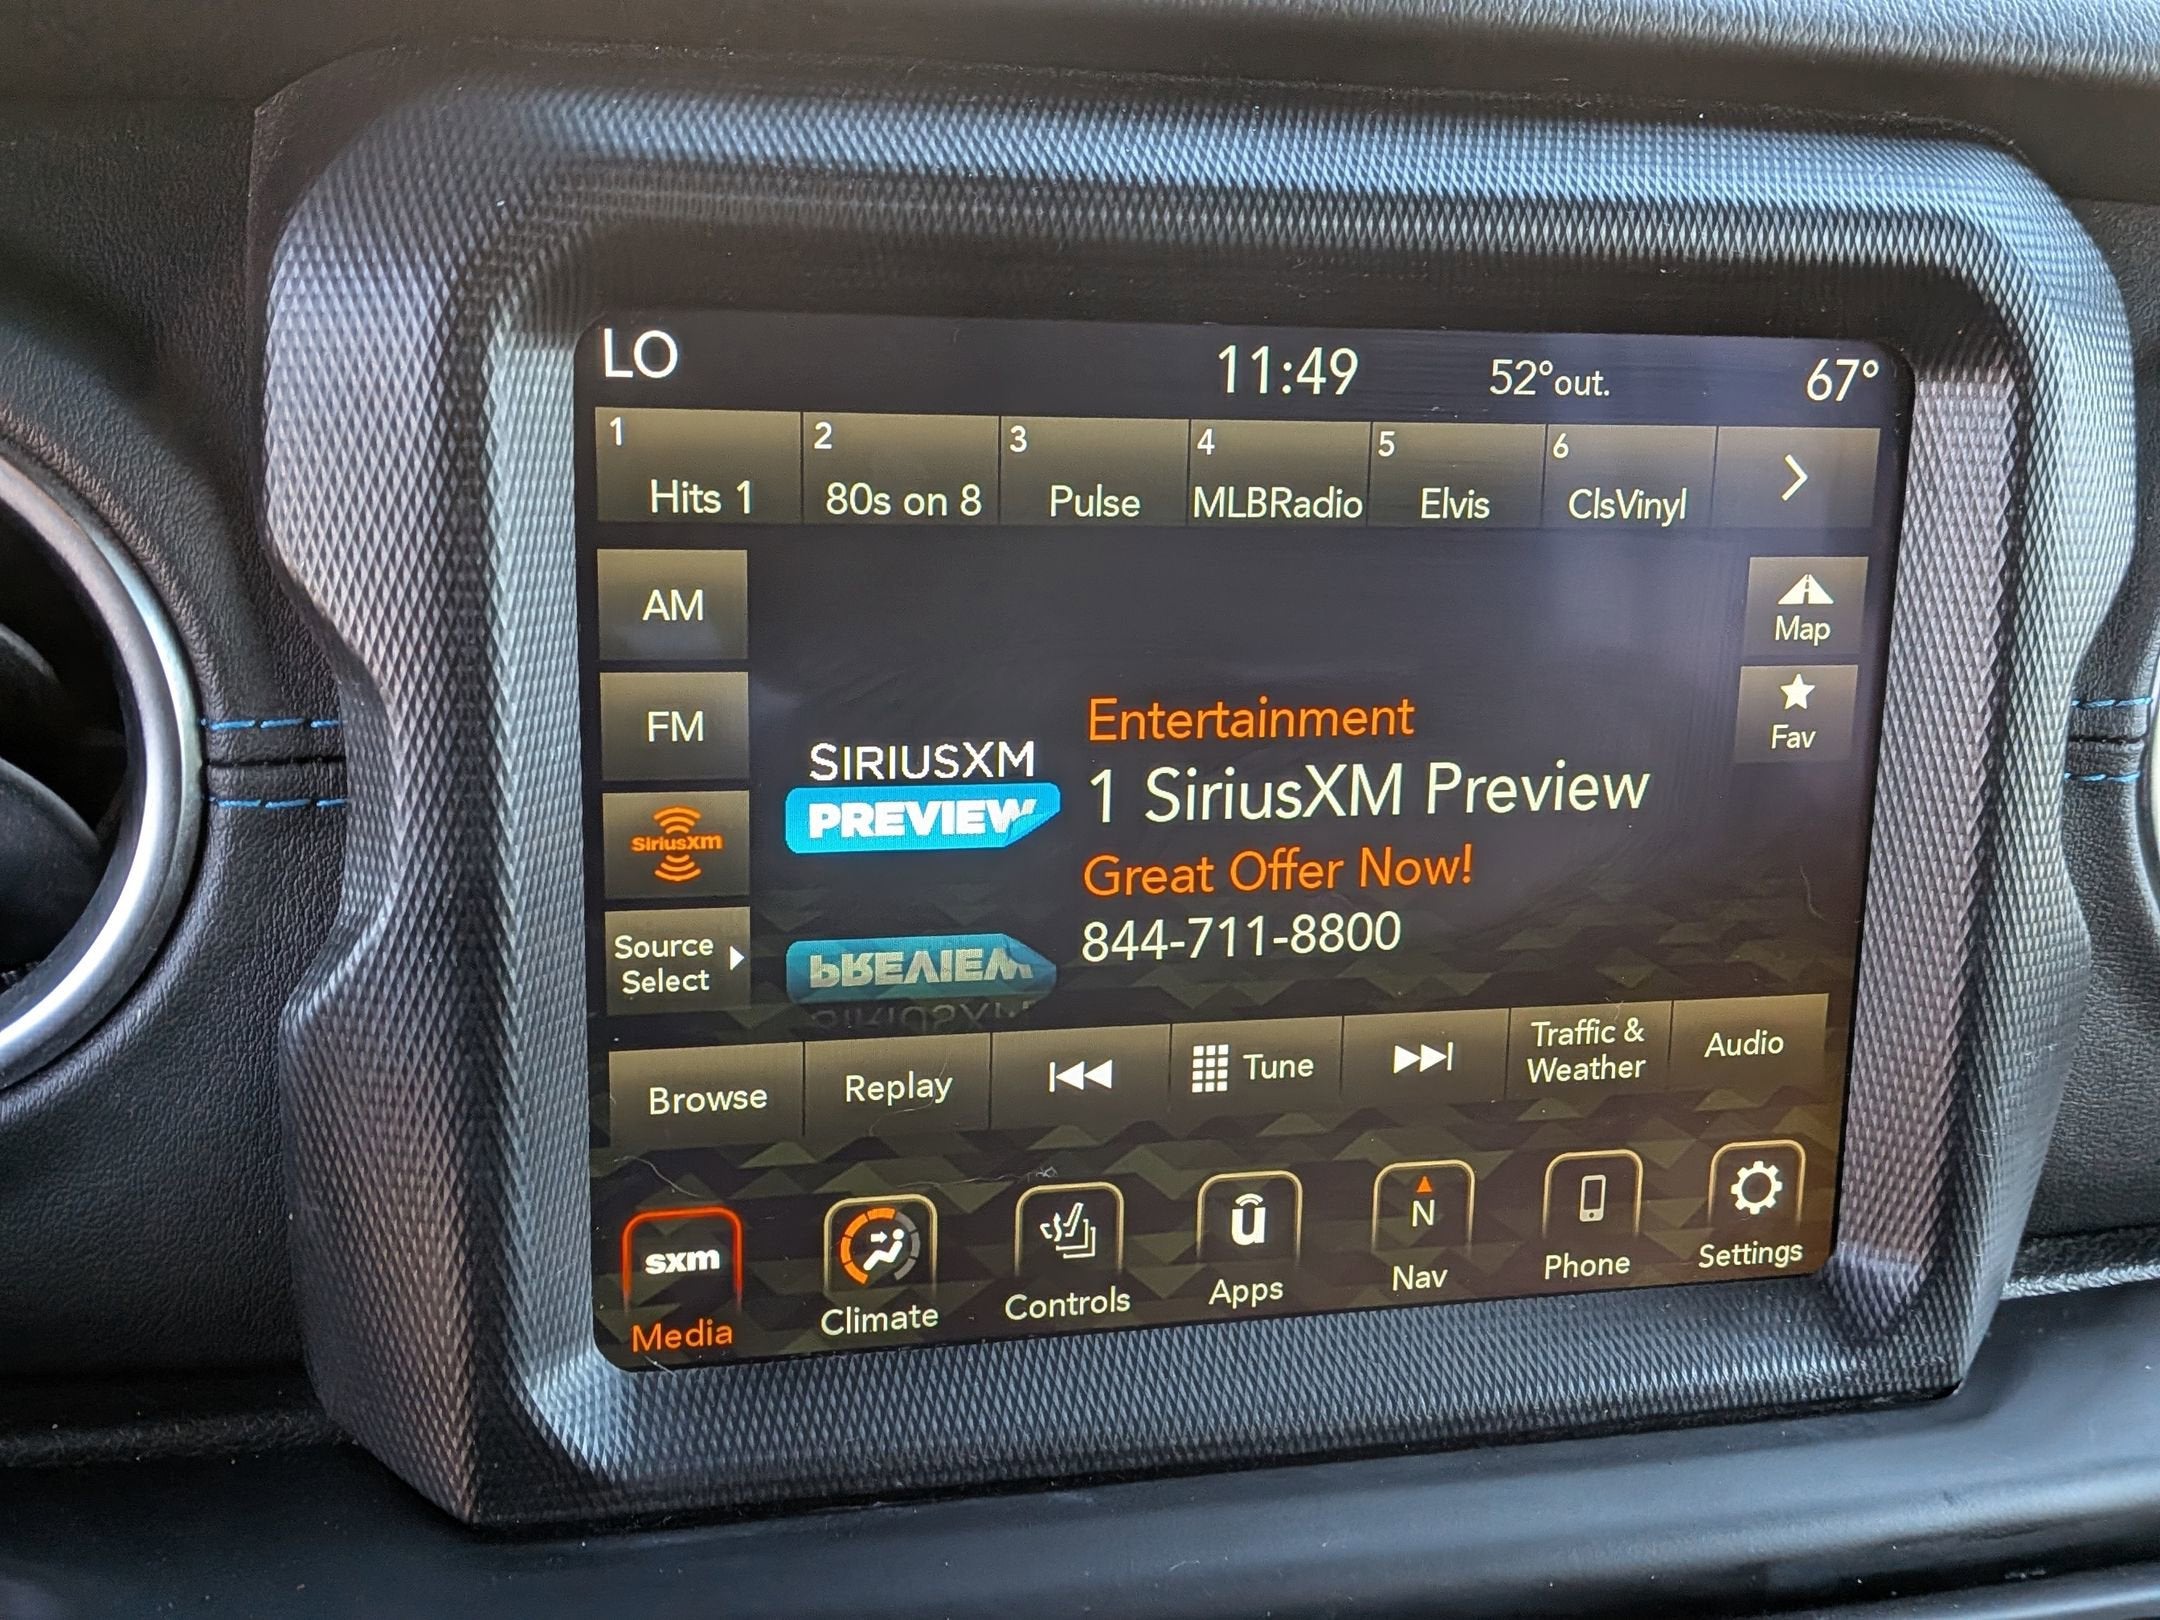 LO
11:49
52°out.
67°
1
Hits 1
2
80s on 8
3
Pulse
4
MLBRadio
5
Elvis
6
ClsVinyl
AM
FM
SiriusXm
Source
Select
Map
Fav
SIRIUSXM
PREVIEW
Entertainment
1 SiriusXM Preview
Great Offer Now!
844-711-8800
PREVIEW
SIRIUSXM
Browse
Replay
Tune
Traffic &
Weather
Audio
sxm
Media
Climate
Controls
u
Apps
N
Nav
Phone
Settings